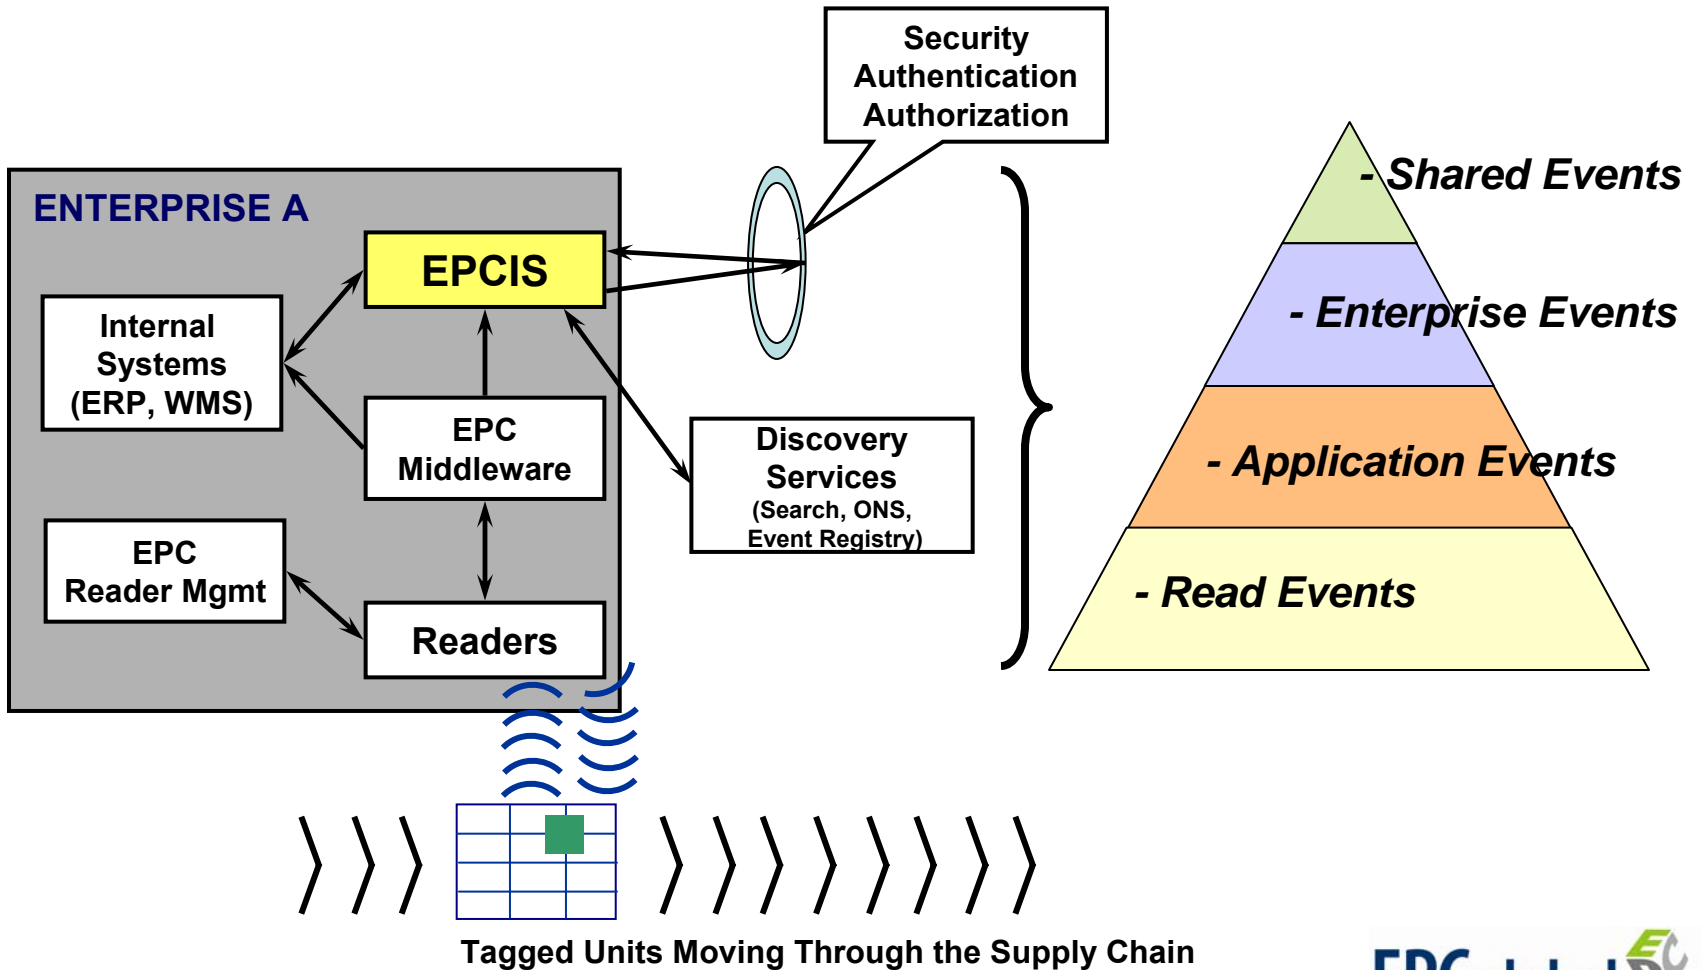 Security
Authentication
Authorization
ENTERPRISE A
EPCIS
Internal
Systems
(ERP, WMS)
EPC
Middleware
EPC
Reader Mgmt
Readers
Discovery
Services
(Search, ONS,
Event Registry)
- Shared Events
- Enterprise Events
- Application Events
- Read Events
Tagged Units Moving Through the Supply Chain